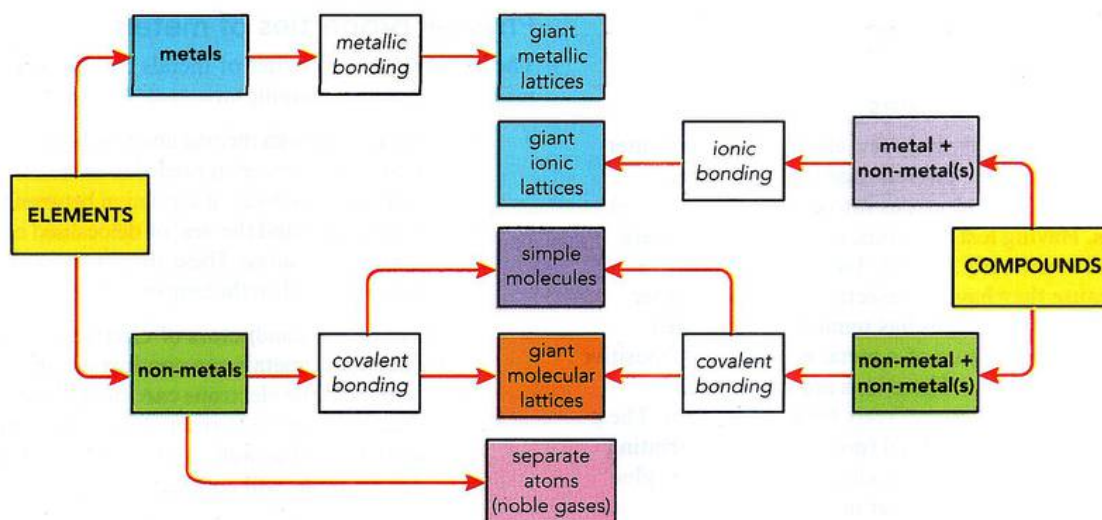 metals
metallic
bonding
giant
metallic
lattices
giant
ionic
lattices
ionic
bonding
metal +
non-metal(s)
ELEMENTS
COMPOUNDS
simple
molecules
non-metals
covalent
bonding
giant
molecular
lattices
covalent
bonding
non-metal +
non-metal(s)
separate
atoms
(noble gases)